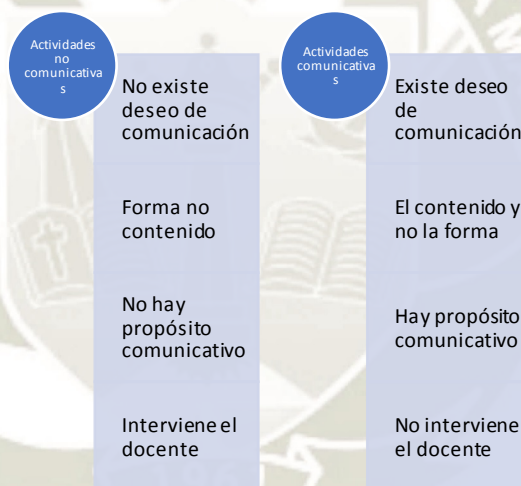 Actividades
no
comunicativa
s
No existe
deseo de
comunicación
Forma no
contenido
No hay
propósito
comunicativo
Interviene el
docente
Actividades
comunicativa
s
Existe deseo
de
comunicación
El contenido y
no la forma
Hay propósito
comunicativo
No interviene
el docente